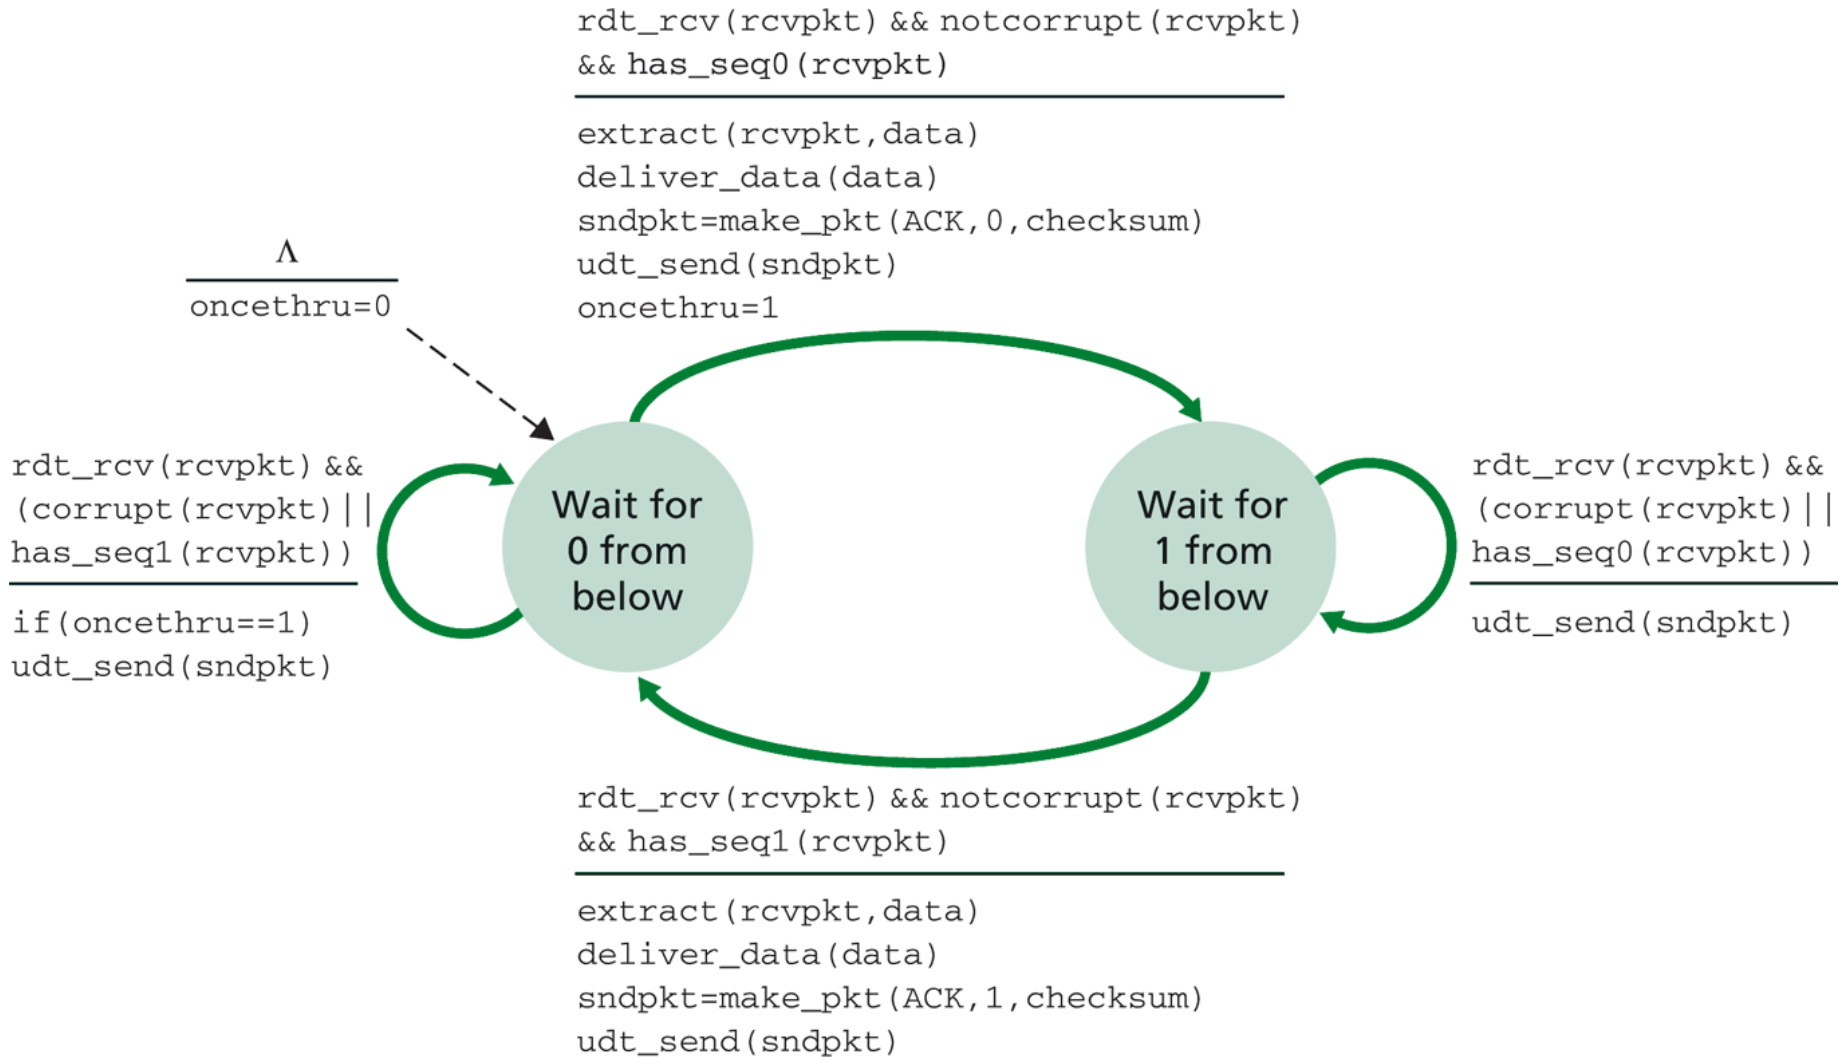 rdt_rcv(rcvpkt) && notcorrupt(rcvpkt)
&& has_seq0(rcvpkt)
extract(rcvpkt,data)
deliver_data(data)
sndpkt=make_pkt(ACK,0,checksum)
udt_send(sndpkt)
oncethru=1
Λ
oncethru=0
rdt_rcv(rcvpkt) &&
(corrupt(rcvpkt)||
has_seq1(rcvpkt))
if(oncethru==1)
udt_send(sndpkt)
Wait for
0 from
below
Wait for
1 from
below
rdt_rcv(rcvpkt) &&
(corrupt(rcvpkt)||
has_seq0(rcvpkt))
udt_send(sndpkt)
rdt_rcv(rcvpkt) && notcorrupt(rcvpkt)
&& has_seq1(rcvpkt)
extract(rcvpkt,data)
deliver_data(data)
sndpkt=make_pkt(ACK,1,checksum)
udt_send(sndpkt)